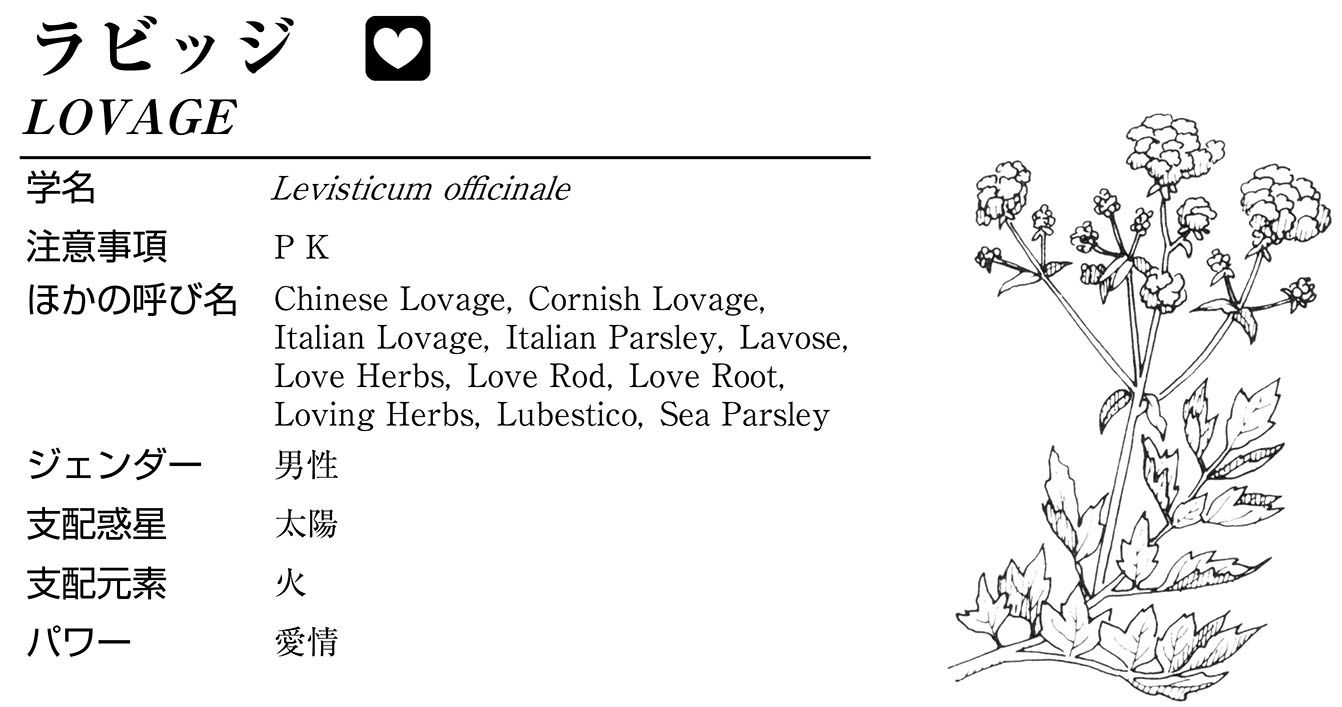 ラビッジ
LOVAGE
学名 Levisticum officinale
注意事項 P K
ほかの呼び名 Chinese Lovage, Cornish Lovage,
Italian Lovage, Italian Parsley, Lavose,
Love Herbs, Love Rod, Love Root,
Loving Herbs, Lubestico, Sea Parsley
ジェンダー 男性
支配惑星 太陽
支配元素 火
パワー 愛情